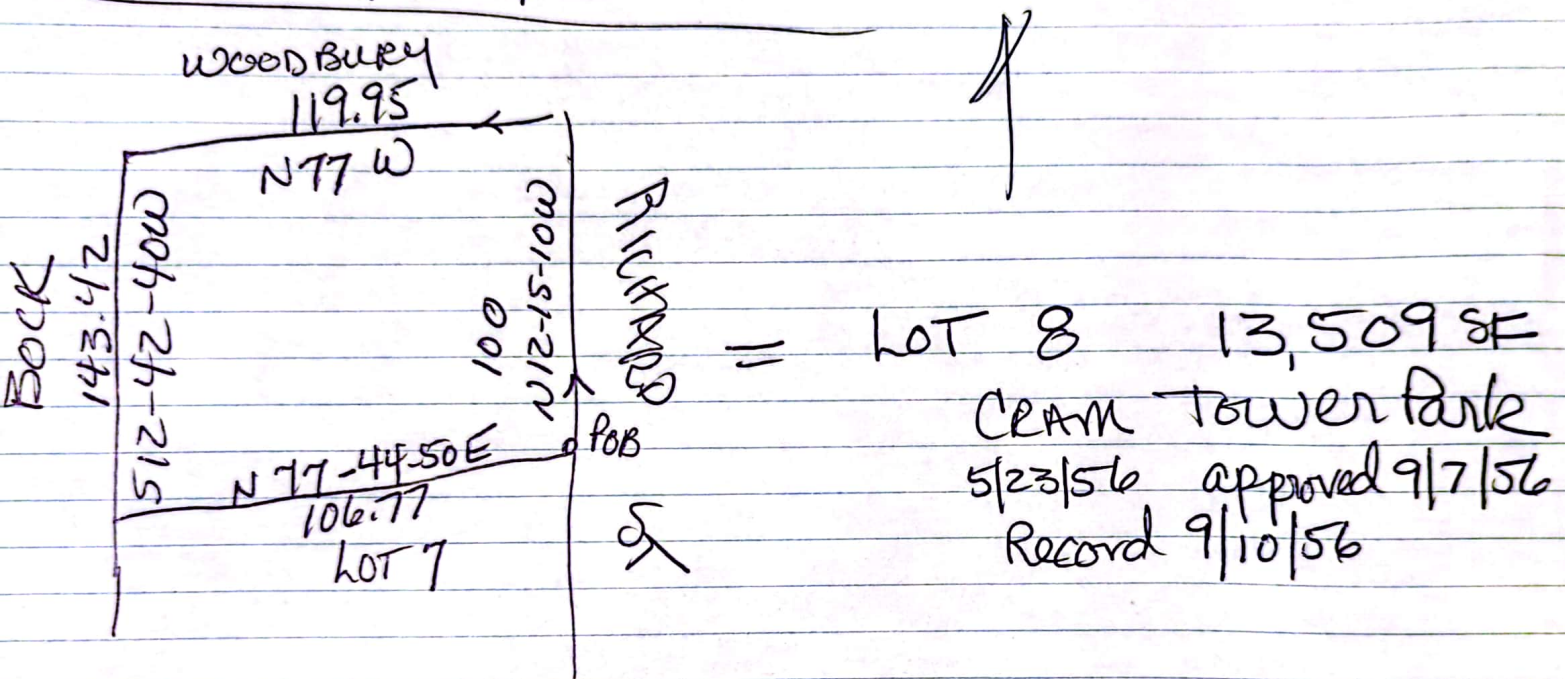 WOODBURY
119.95
N77 W
BOCK
143.42
S12-42-40W
100
N12-15-10W
RICHARD
POB
N 77-44-50E
106.77
LOT 7
= LOT 8 13,509 SF
CRAM Tower Park
5/23/56 approved 9/7/56
Record 9/10/56